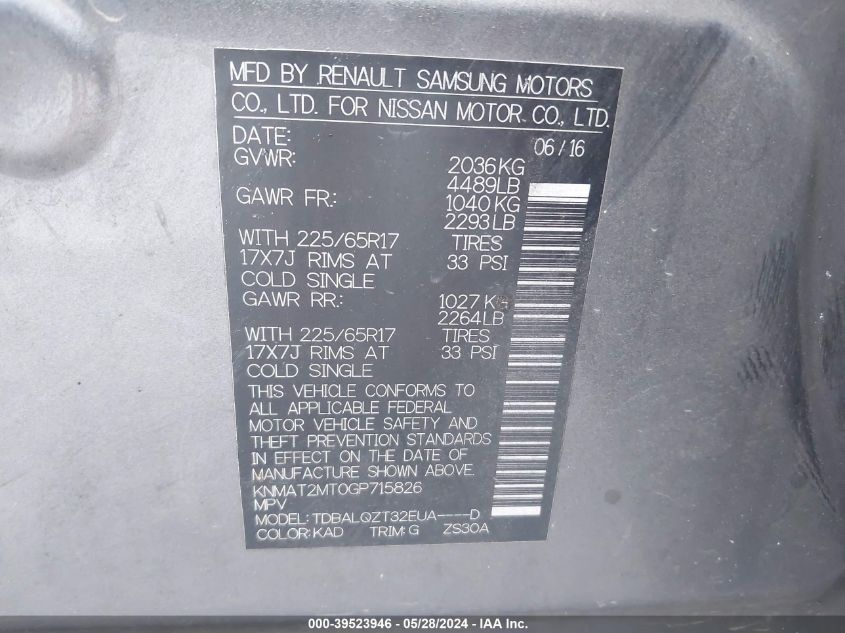 MFD BY RENAULT SAMSUNG MOTORS
CO., LTD. FOR NISSAN MOTOR CO., LTD.
DATE: 06/16
GVWR: 2036KG
4489LB
GAWR FR.: 1040KG
2293LB
WITH 225/65R17 TIRES
17X7J RIMS AT 33 PSI
COLD SINGLE
GAWR RR.: 1027KG
2264LB
WITH 225/65R17 TIRES
17X7J RIMS AT 33 PSI
COLD SINGLE
THIS VEHICLE CONFORMS TO
ALL APPLICABLE FEDERAL
MOTOR VEHICLE SAFETY AND
THEFT PREVENTION STANDARDS
IN EFFECT ON THE DATE OF
MANUFACTURE SHOWN ABOVE.
KNMAT2MT0GP715826
MPV
MODEL: TDBALQZT32EUA----D
COLOR:KAD TRIM:G ZS30A
000-39523946 / 05/28/2024 - IAA Inc.